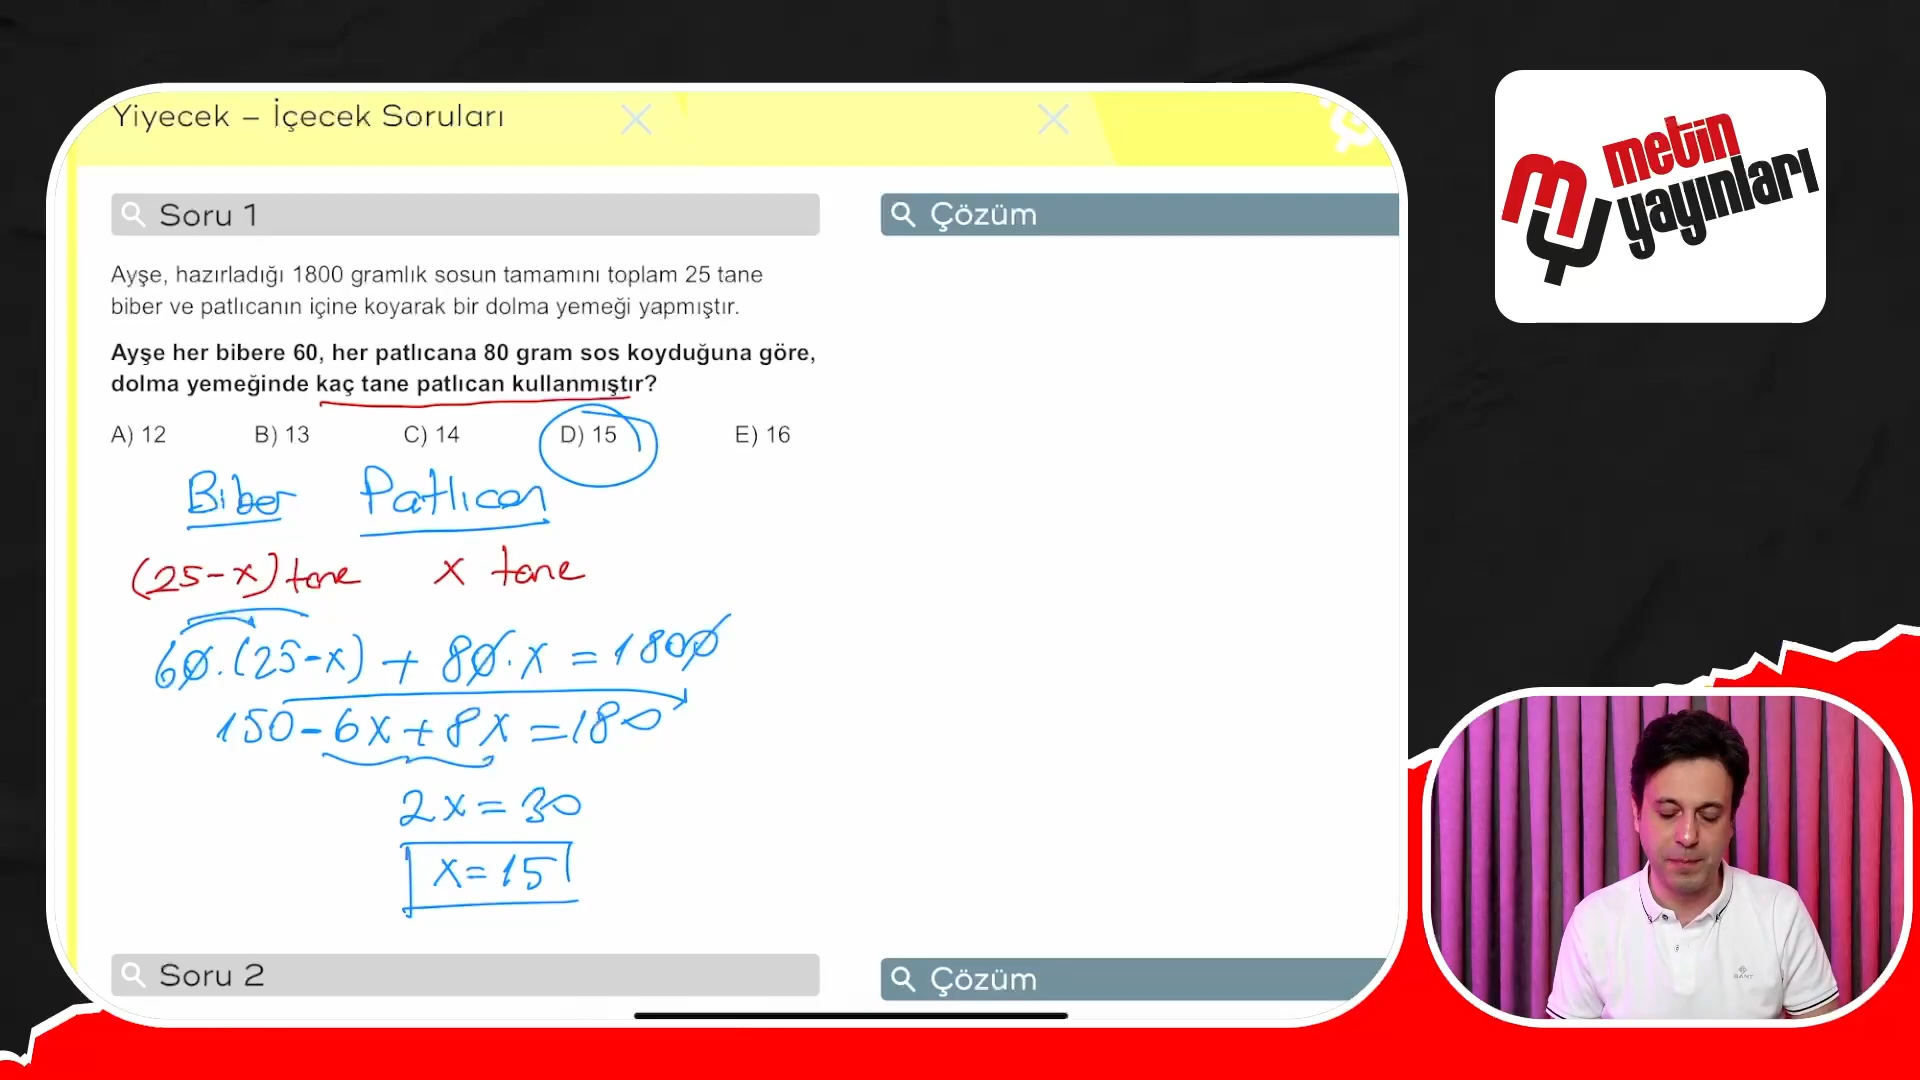 Yiyecek – İçecek Soruları
Soru 1
Ayşe, hazırladığı 1800 gramlık sosun tamamını toplam 25 tane
biber ve patlıcanın içine koyarak bir dolma yemeği yapmıştır.
Ayşe her bibere 60, her patlıcana 80 gram sos koyduğuna göre,
dolma yemeğinde kaç tane patlıcan kullanmıştır?
A) 12 B) 13 C) 14 D) 15 E) 16
Biber Patlıcan
(25-x) tane x tane
60.(25-x) + 80.x = 1800
150-6x+8x=180
2x=30
x=15
Soru 2
Çözüm
Çözüm
metin
yayınları